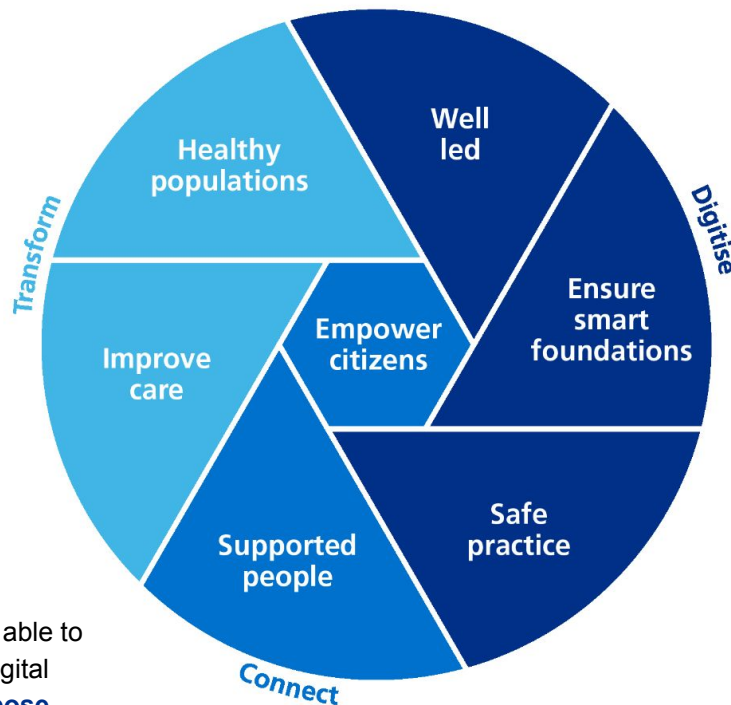 Well
led
Healthy
populations
Transform
Digitise
Ensure
smart
foundations
Empower
citizens
Improve
care
Safe
practice
Supported
people
Connect
able to